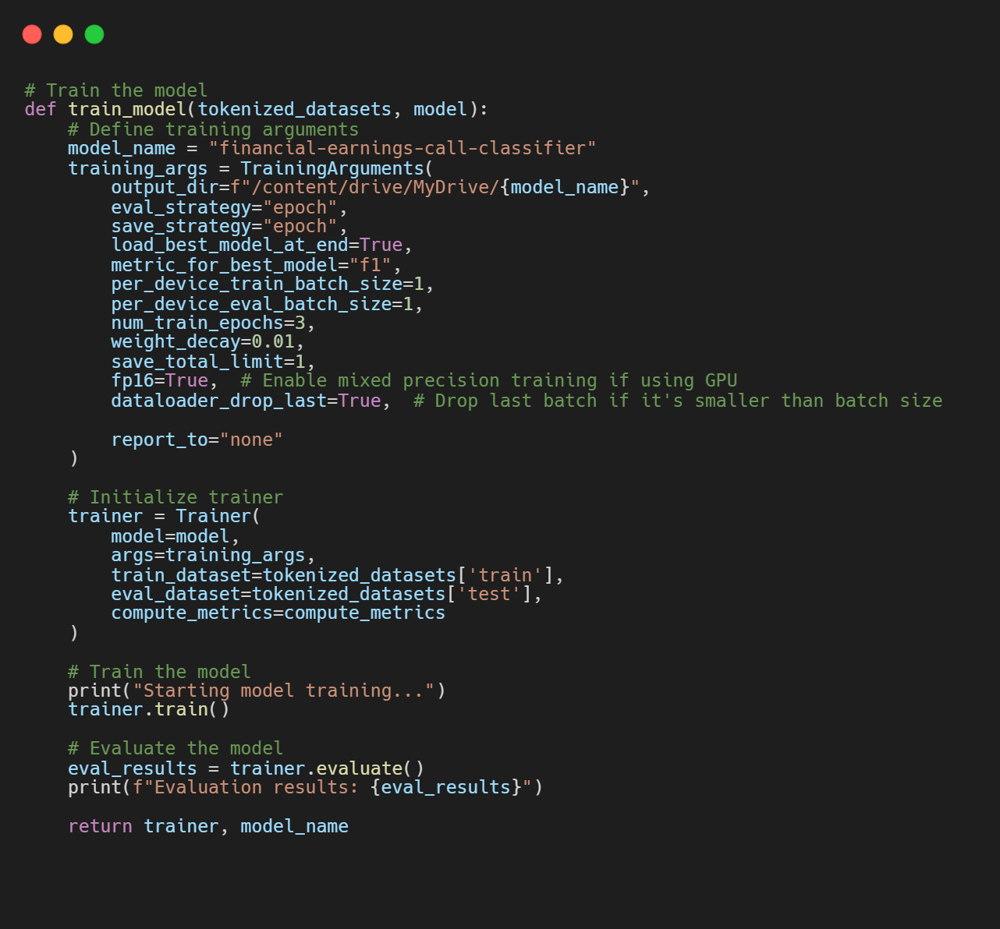 # Train the model
def train_model(tokenized_datasets, model):
    # Define training arguments
    model_name = "financial-earnings-call-classifier"
    training_args = TrainingArguments(
        output_dir=f"/content/drive/MyDrive/{model_name}",
        eval_strategy="epoch",
        save_strategy="epoch",
        load_best_model_at_end=True,
        metric_for_best_model="f1",
        per_device_train_batch_size=1,
        per_device_eval_batch_size=1,
        num_train_epochs=3,
        weight_decay=0.01,
        save_total_limit=1,
        fp16=True,  # Enable mixed precision training if using GPU
        dataloader_drop_last=True,  # Drop last batch if it's smaller than batch size

        report_to="none"
    )

    # Initialize trainer
    trainer = Trainer(
        model=model,
        args=training_args,
        train_dataset=tokenized_datasets['train'],
        eval_dataset=tokenized_datasets['test'],
        compute_metrics=compute_metrics
    )

    # Train the model
    print("Starting model training...")
    trainer.train()

    # Evaluate the model
    eval_results = trainer.evaluate()
    print(f"Evaluation results: {eval_results}")

    return trainer, model_name